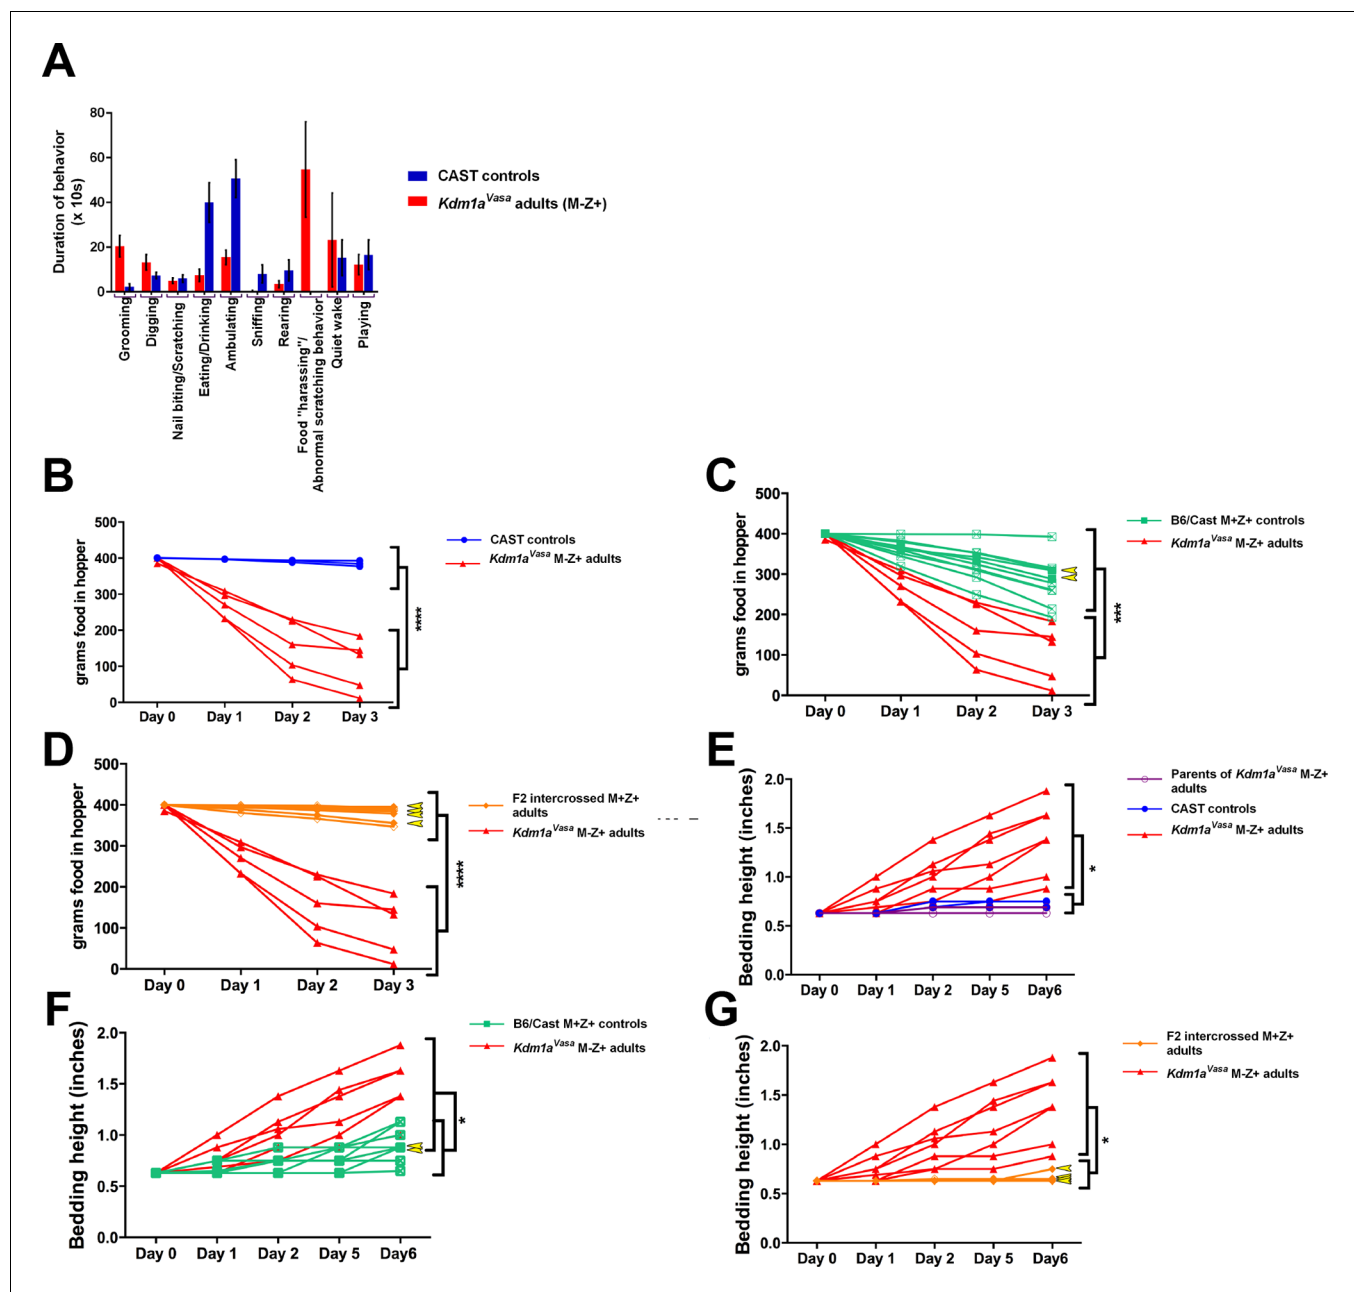 A
Duration of behavior
(x 10s)
80
60
40
20
0
CAST controls
Kdm1aVasa adults (M-Z+)
Grooming
Digging
Nail biting/Scratching
Eating/Drinking
Ambulating
Sniffing
Rearing
Food "harassing"/
Abnormal scratching behavior
Quiet wake
Playing
B
grams food in hopper
500
400
300
200
100
0
Day 0 Day 1 Day 2 Day 3
CAST controls
Kdm1aVasa M-Z+ adults
****
C
grams food in hopper
500
400
300
200
100
0
Day 0 Day 1 Day 2 Day 3
B6/Cast M+Z+ controls
Kdm1aVasa M-Z+ adults
***
D
grams food in hopper
500
400
300
200
100
0
Day 0 Day 1 Day 2 Day 3
F2 intercrossed M+Z+
adults
Kdm1aVasa M-Z+ adults
****
E
Bedding height (inches)
2.0
1.5
1.0
0.5
0.0
Day 0 Day 1 Day 2 Day 5 Day6
Parents of Kdm1aVasa M-Z+
adults
CAST controls
Kdm1aVasa M-Z+ adults
*
F
Bedding height (inches)
2.0
1.5
1.0
0.5
0.0
Day 0 Day 1 Day 2 Day 5 Day6
B6/Cast M+Z+ controls
Kdm1aVasa M-Z+ adults
*
G
Bedding height (inches)
2.0
1.5
1.0
0.5
0.0
Day 0 Day 1 Day 2 Day 5 Day6
F2 intercrossed M+Z+
adults
Kdm1aVasa M-Z+ adults
*